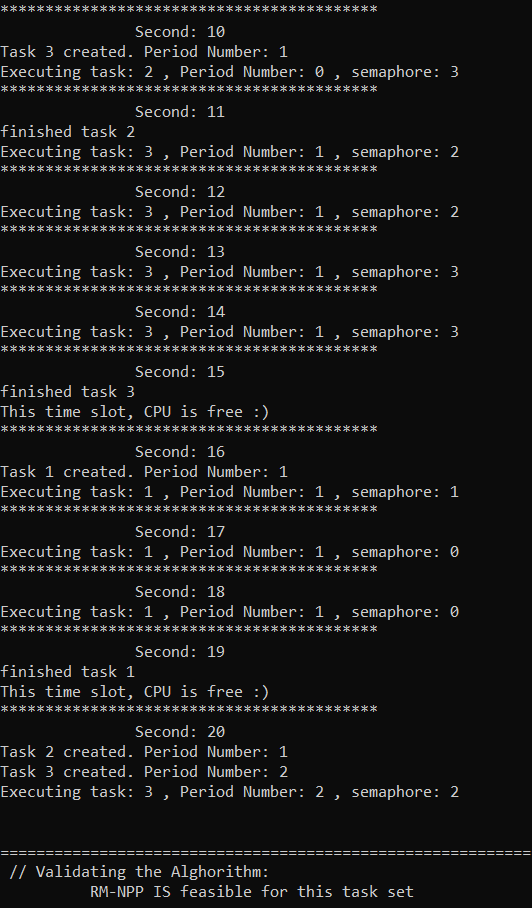 ******************************************
Second: 10
Task 3 created. Period Number: 1
Executing task: 2 , Period Number: 0 , semaphore: 3
******************************************
Second: 11
finished task 2
Executing task: 3 , Period Number: 1 , semaphore: 2
******************************************
Second: 12
Executing task: 3 , Period Number: 1 , semaphore: 2
******************************************
Second: 13
Executing task: 3 , Period Number: 1 , semaphore: 3
******************************************
Second: 14
Executing task: 3 , Period Number: 1 , semaphore: 3
******************************************
Second: 15
finished task 3
This time slot, CPU is free :)
******************************************
Second: 16
Task 1 created. Period Number: 1
Executing task: 1 , Period Number: 1 , semaphore: 1
******************************************
Second: 17
Executing task: 1 , Period Number: 1 , semaphore: 0
******************************************
Second: 18
Executing task: 1 , Period Number: 1 , semaphore: 0
******************************************
Second: 19
finished task 1
This time slot, CPU is free :)
******************************************
Second: 20
Task 2 created. Period Number: 1
Task 3 created. Period Number: 2
Executing task: 3 , Period Number: 2 , semaphore: 2
===========================================================
// Validating the Alghorithm:
RM-NPP IS feasible for this task set